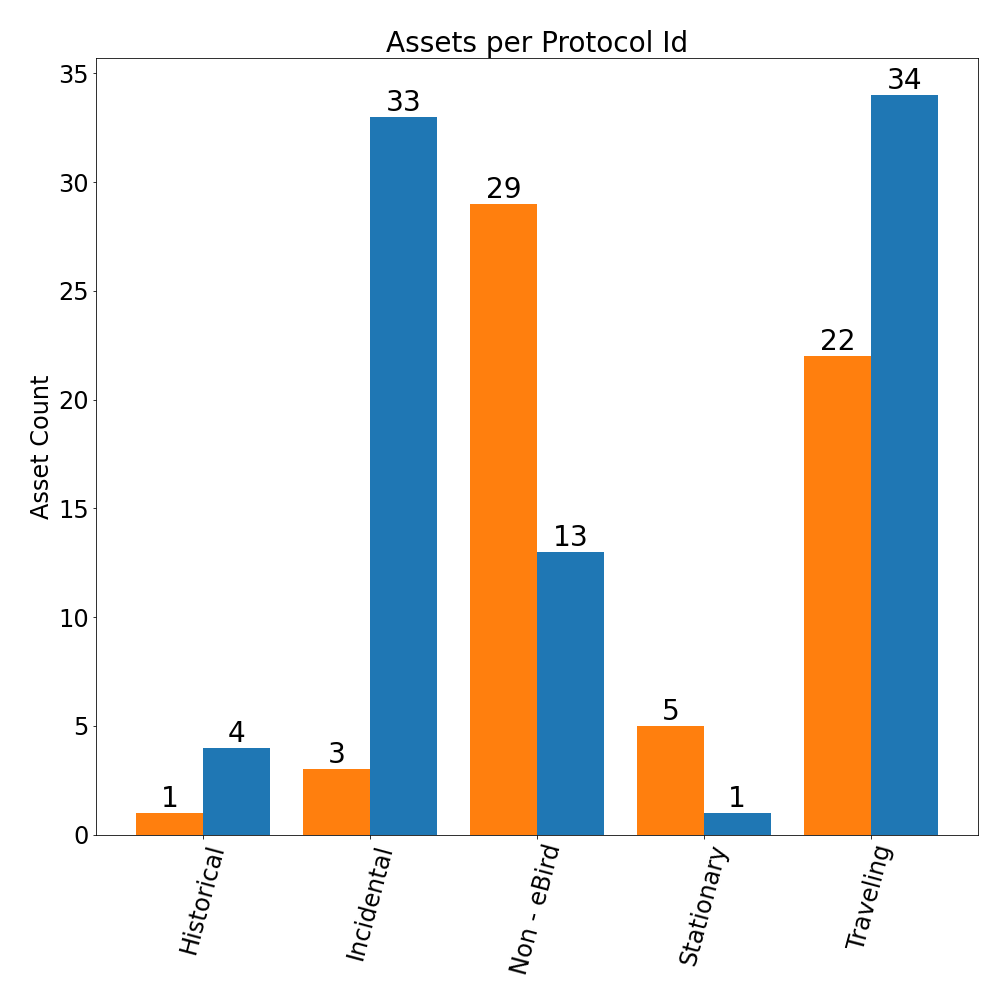 Assets per Protocol Id
Asset Count
35
30
25
20
15
10
5
0
1
4
3
33
29
13
5
1
22
34
Historical
Incidental
Non - eBird
Stationary
Traveling